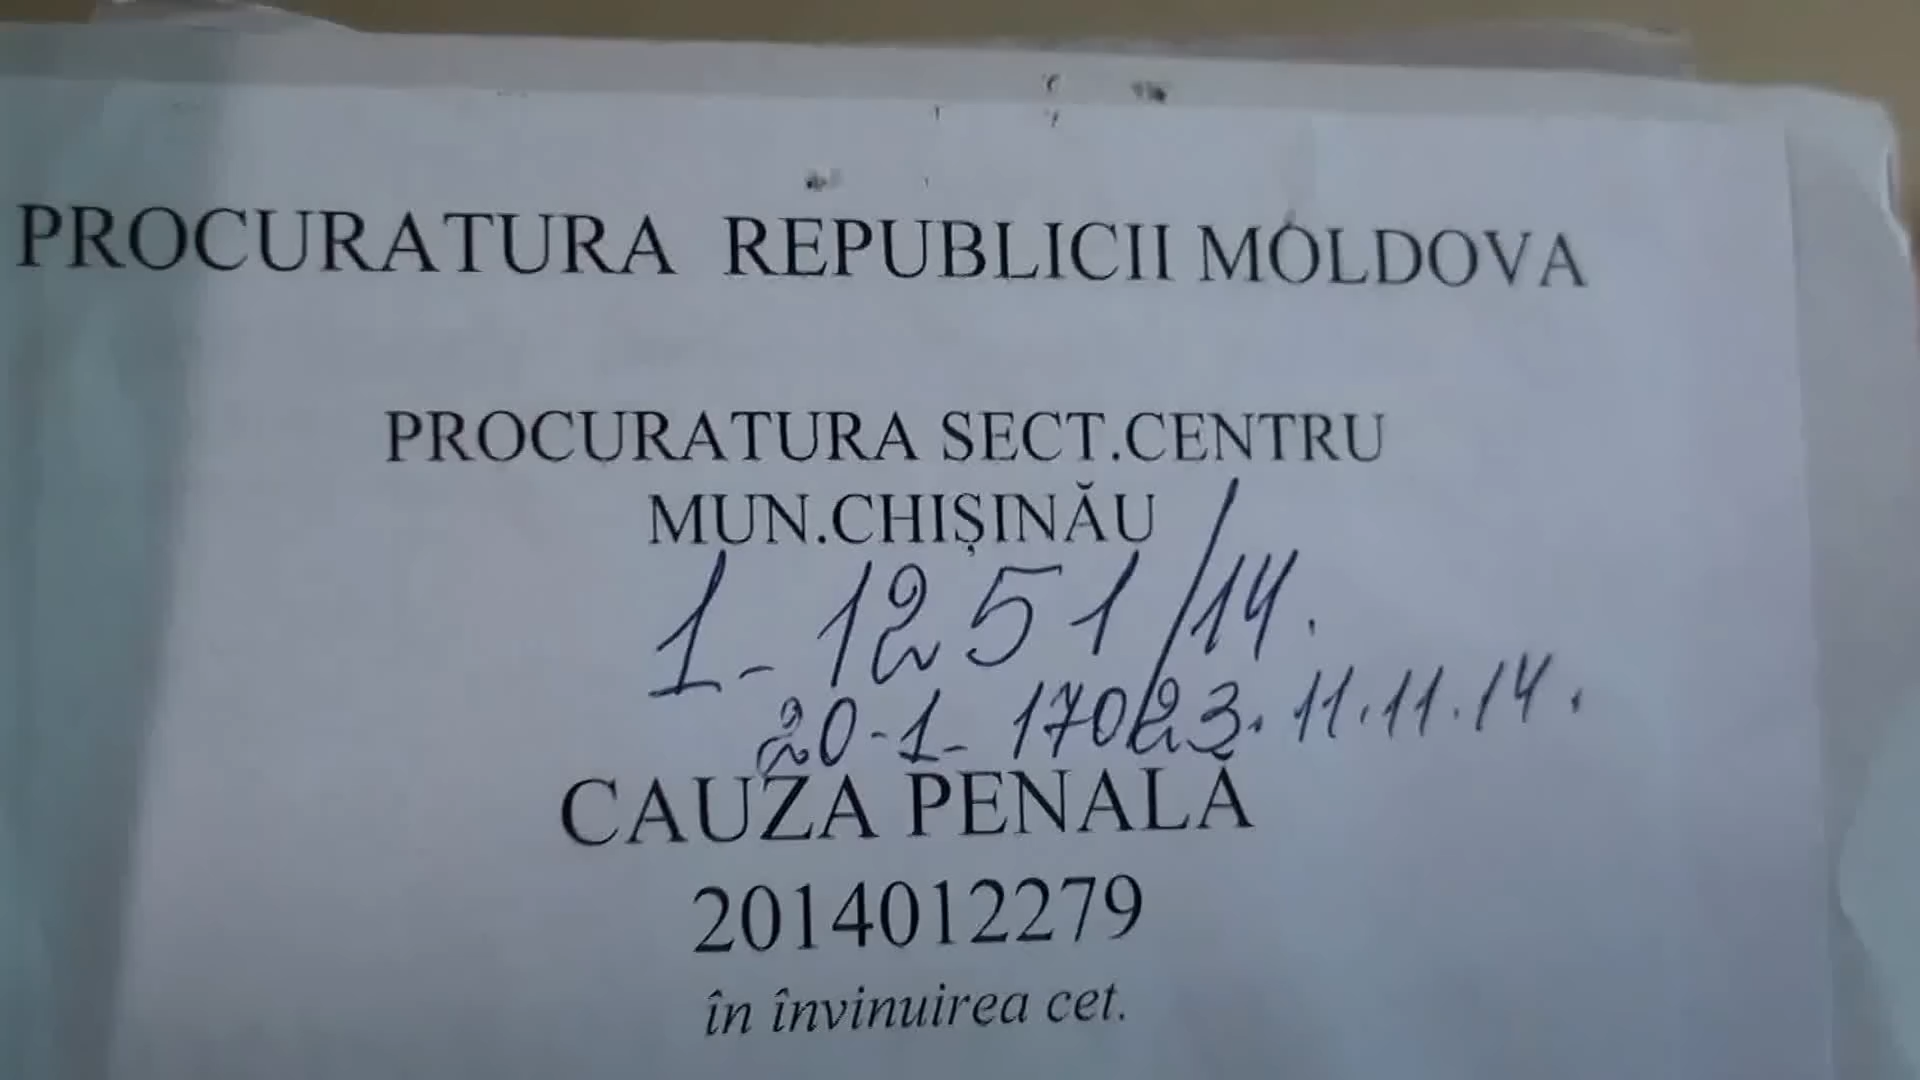 PROCURATURA REPUBLICII MOLDOVA
PROCURATURA SECT.CENTRU
MUN.CHIȘINĂU
1-1251/14.
20-1-17023. 11.11.14.
CAUZA PENALĂ
2014012279
în învinuirea cet.